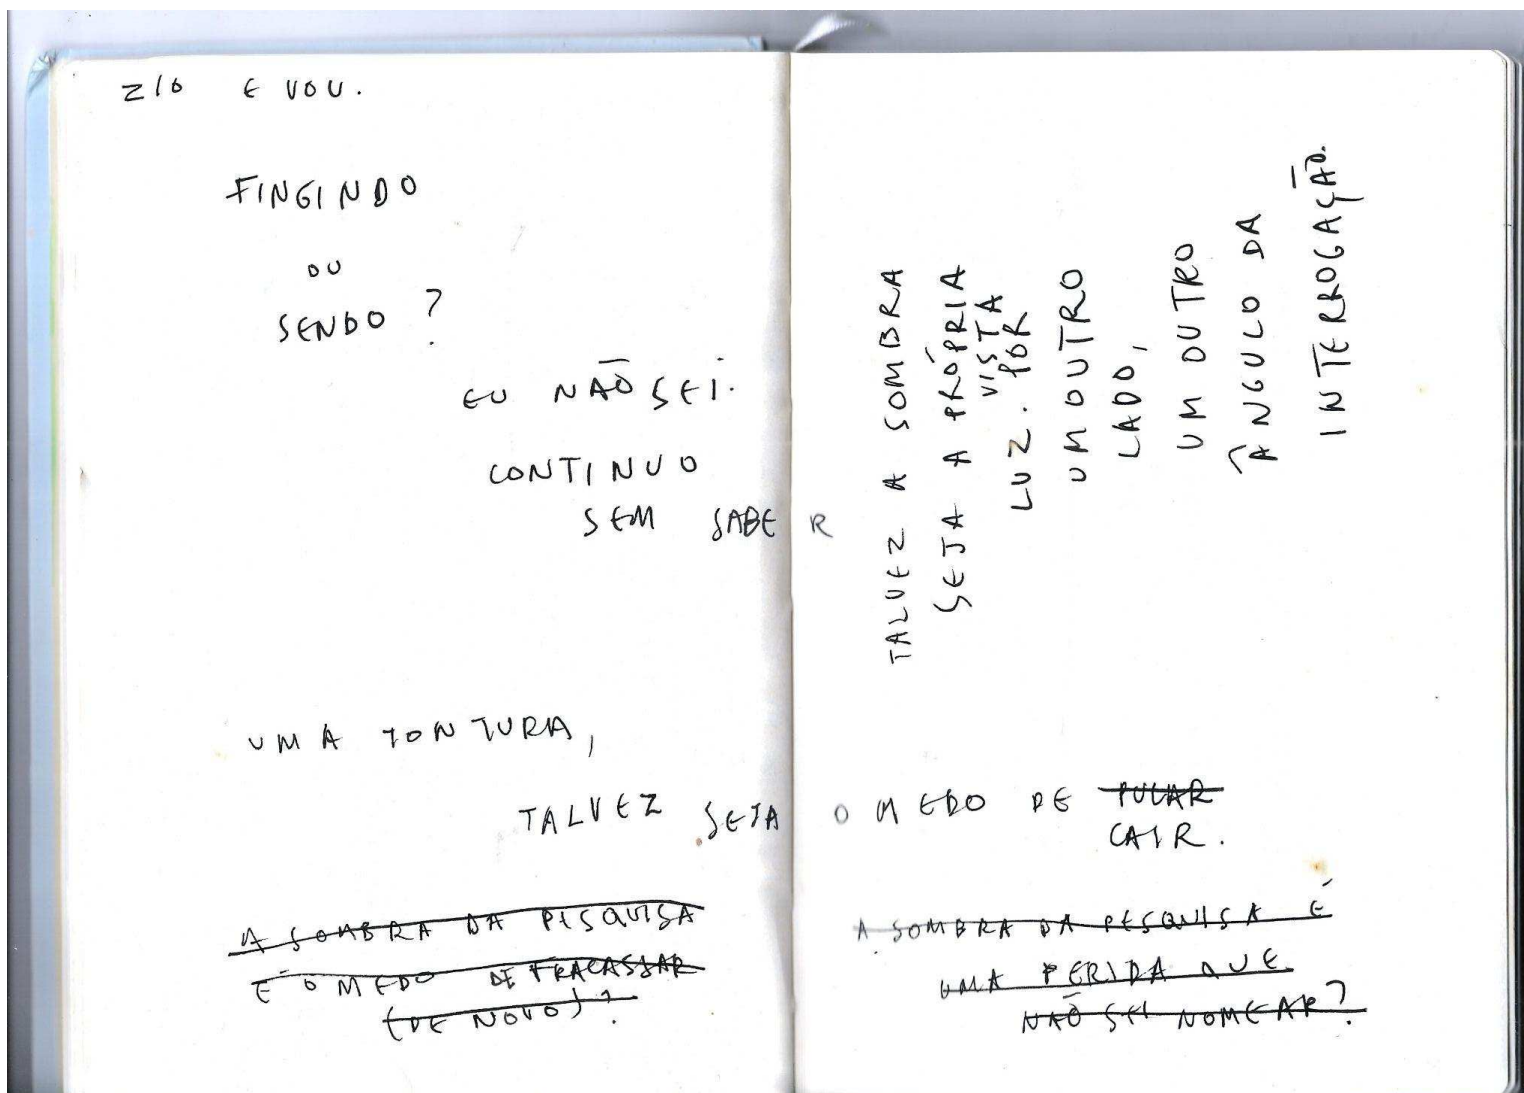 210 E VOU.
FINGINDO
OU
SENDO?
EU NÃO SEI.
CONTINUO
SEM SABER
TALVEZ A SOMBRA
SEJA A PRÓPRIA
VISTA
LUZ. POR
UM OUTRO
LADO,
UM OUTRO
ÂNGULO DA
INTERROGAÇÃO.
UMA TONTURA,
TALVEZ SEJA O MEDO DE PULAR
CAIR.
A SOMBRA DA PESQUISA
É O MEDO DE FRACASSAR
(DE NOVO)?
A SOMBRA DA PESQUISA É
UMA FERIDA QUE
NÃO SEI NOMEAR?